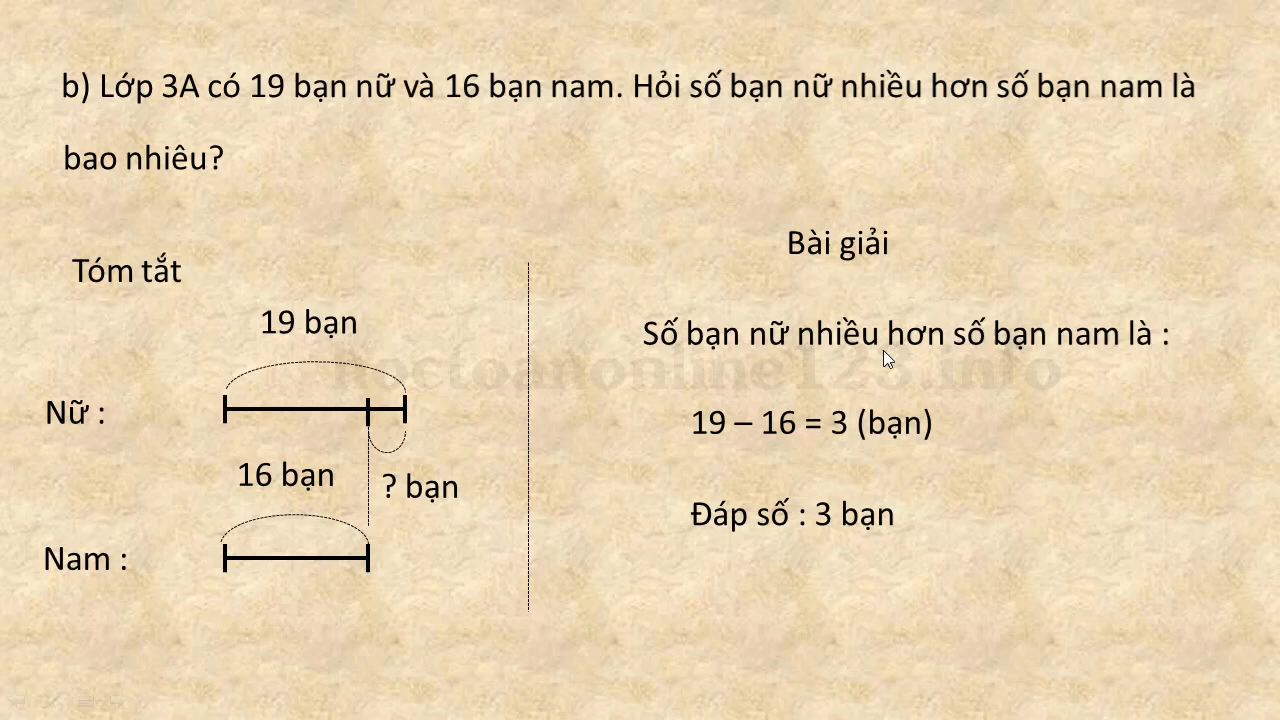 b) Lớp 3A có 19 bạn nữ và 16 bạn nam. Hỏi số bạn nữ nhiều hơn số bạn nam là
bao nhiêu?
Tóm tắt
19 bạn
Nữ :
16 bạn
? bạn
Nam :
Bài giải
Số bạn nữ nhiều hơn số bạn nam là :
hoctoanonline123.info
19 – 16 = 3 (bạn)
Đáp số : 3 bạn